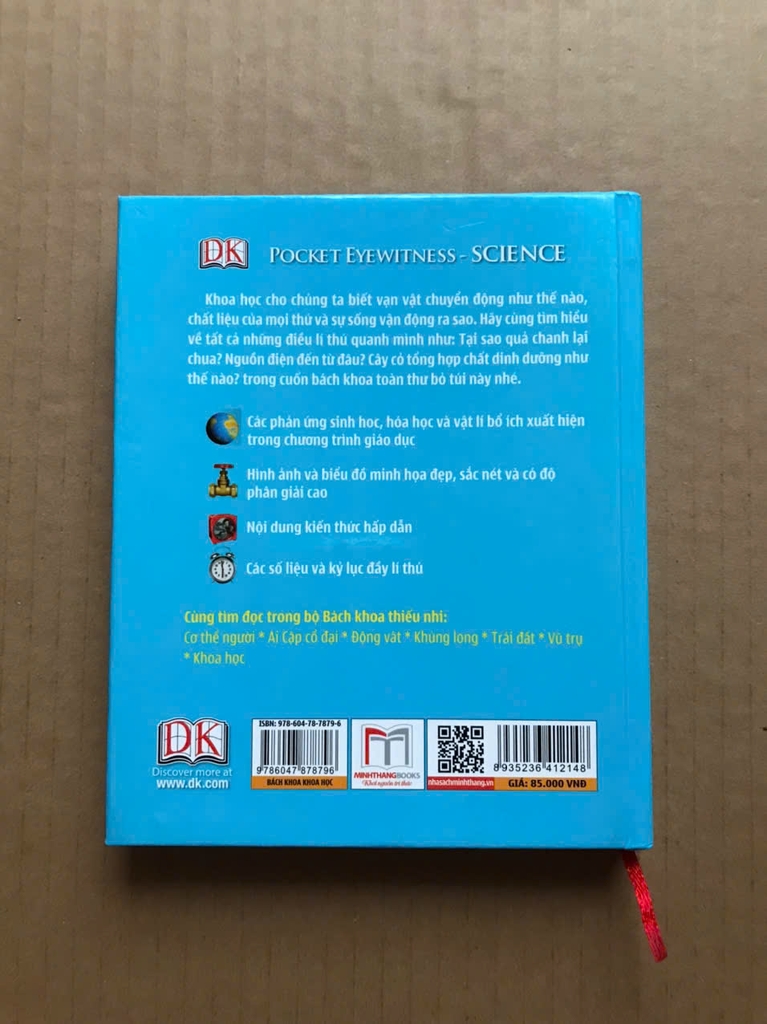 DK POCKET EYEWITNESS - SCIENCE
Khoa học cho chúng ta biết vạn vật chuyển động như thế nào,
chất liệu của mọi thứ và sự sống vận động ra sao. Hãy cùng tìm hiểu
về tất cả những điều lí thú quanh mình như: Tại sao quả chanh lại
chua? Nguồn điện đến từ đâu? Cây cỏ tổng hợp chất dinh dưỡng như
thế nào? trong cuốn bách khoa toàn thư bỏ túi này nhé.
Các phản ứng sinh học, hóa học và vật lí bổ ích xuất hiện
trong chương trình giáo dục
Hình ảnh và biểu đồ minh họa đẹp, sắc nét và có độ
phân giải cao
Nội dung kiến thức hấp dẫn
Các số liệu và kỷ lục đầy lí thú
Cùng tìm đọc trong bộ Bách khoa thiếu nhi:
Cơ thể người * Ai Cập cổ đại * Động vật * Khủng long * Trái đất * Vũ trụ
* Khoa học
DK
Discover more at
www.dk.com
ISBN: 978-604-78-7879-6
9786047878796
BÁCH KHOA KHOA HỌC
MINHTHANGBOOKS
Khơi nguồn tri thức
nhasachminhthang.vn
8935236412148
GIÁ: 85.000 VNĐ